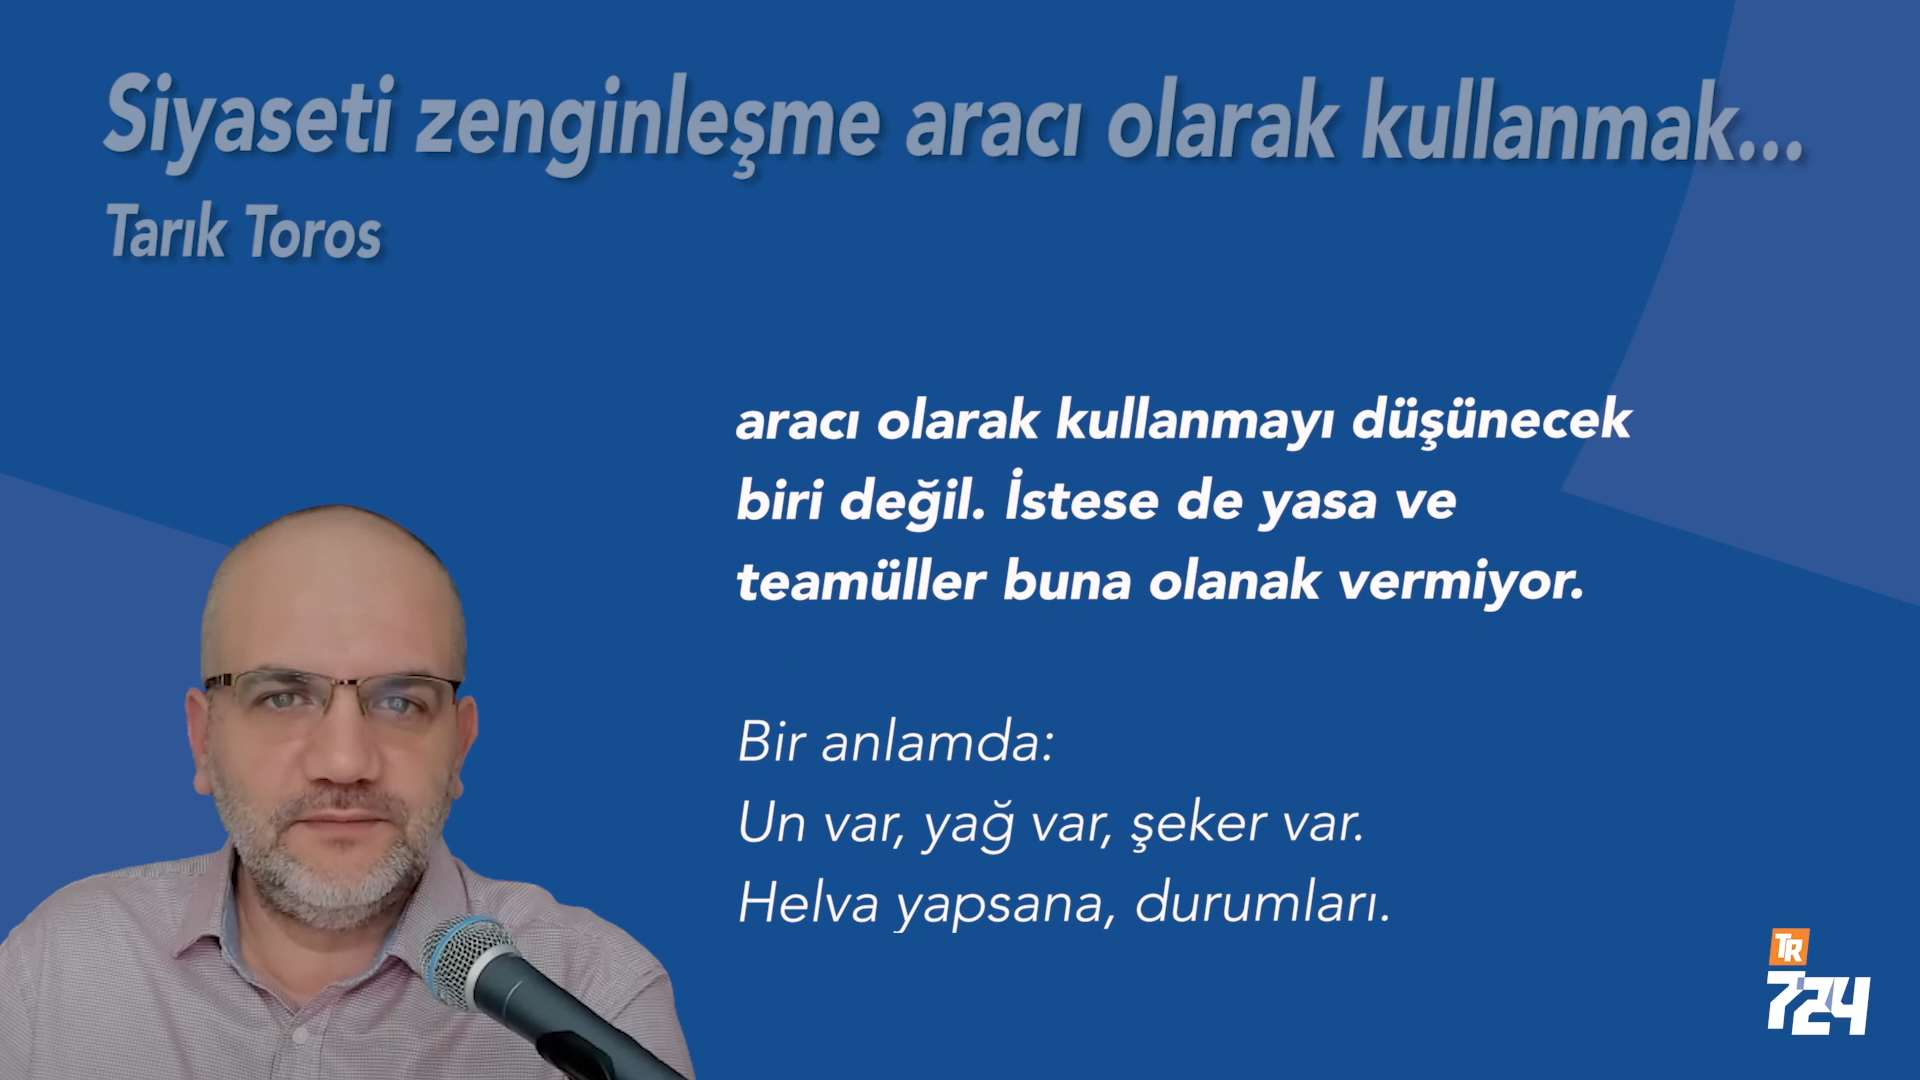 Siyaseti zenginleşme aracı olarak kullanmak...
Tarık Toros
aracı olarak kullanmayı düşünecek
biri değil. İstese de yasa ve
teamüller buna olanak vermiyor.
Bir anlamda:
Un var, yağ var, şeker var.
Helva yapsana, durumları.
TR
724